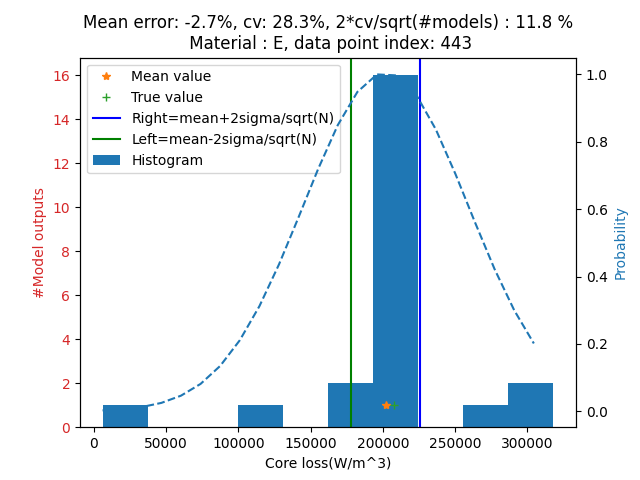 Mean error: -2.7%, cv: 28.3%, 2*cv/sqrt(#models) : 11.8 %
Material : E, data point index: 443
Mean value
True value
Right=mean+2sigma/sqrt(N)
Left=mean-2sigma/sqrt(N)
Histogram
#Model outputs
16
14
12
10
8
6
4
2
0
1.0
0.8
0.6
0.4
0.2
0.0
Probability
0
50000
100000
150000
200000
250000
300000
Core loss(W/m^3)